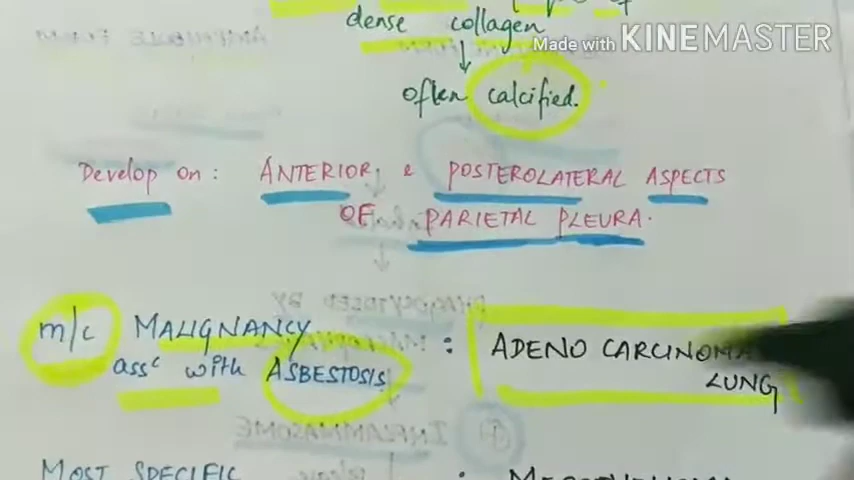 dense collagen
Made with KINEMASTER
often calcified.
Develop on: ANTERIOR & POSTEROLATERAL ASPECTS
OF PARIETAL PLEURA.
m/c MALIGNANCY : ADENO CARCINOMA
assc with ASBESTOSIS LUNG
INFLAMMASOME
MOST SPECIFIC :